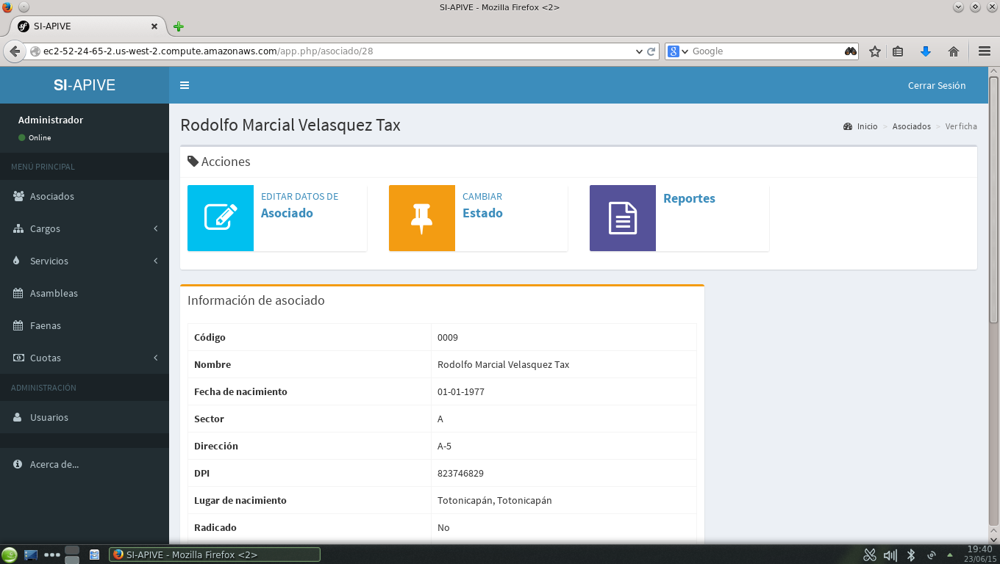 SI-APIVE - Mozilla Firefox <2>
SI-APIVE
ec2-52-24-65-2.us-west-2.compute.amazonaws.com/app.php/asociado/28
Google
SI-APIVE
Cerrar Sesión
Administrador
Online
MENÚ PRINCIPAL
Asociados
Cargos
Servicios
Asambleas
Faenas
Cuotas
ADMINISTRACIÓN
Usuarios
Acerca de...
Rodolfo Marcial Velasquez Tax
Inicio > Asociados > Ver ficha
Acciones
EDITAR DATOS DE
Asociado
CAMBIAR
Estado
Reportes
Información de asociado
Código 0009
Nombre Rodolfo Marcial Velasquez Tax
Fecha de nacimiento 01-01-1977
Sector A
Dirección A-5
DPI 823746829
Lugar de nacimiento Totonicapán, Totonicapán
Radicado No
SI-APIVE - Mozilla Firefox <2>
19:40
23/06/15